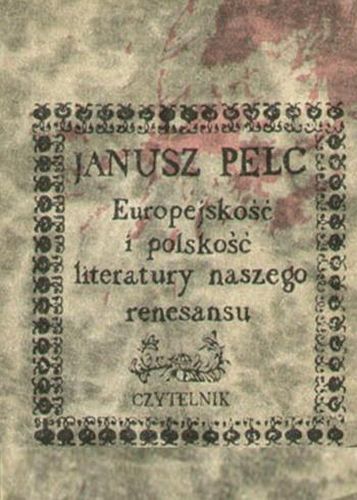 JANUSZ PELC
Europejskość
i polskość
literatury naszego
renesansu
CZYTELNIK